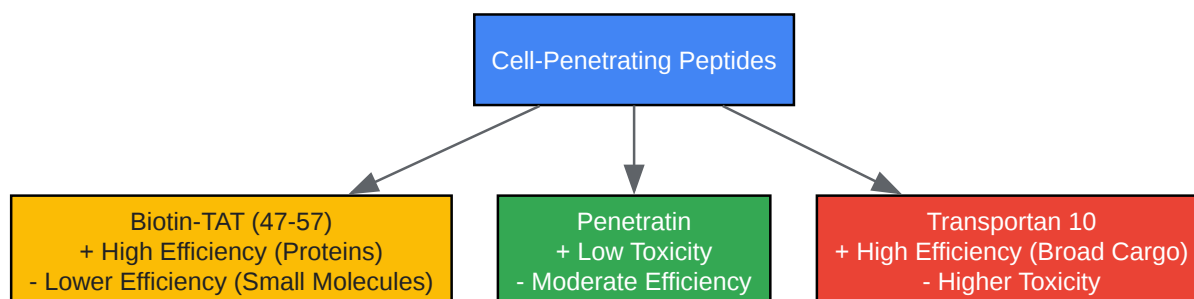 Cell-Penetrating Peptides
Biotin-TAT (47-57)
+ High Efficiency (Proteins)
- Lower Efficiency (Small Molecules)
Penetratin
+ Low Toxicity
- Moderate Efficiency
Transportan 10
+ High Efficiency (Broad Cargo)
- Higher Toxicity